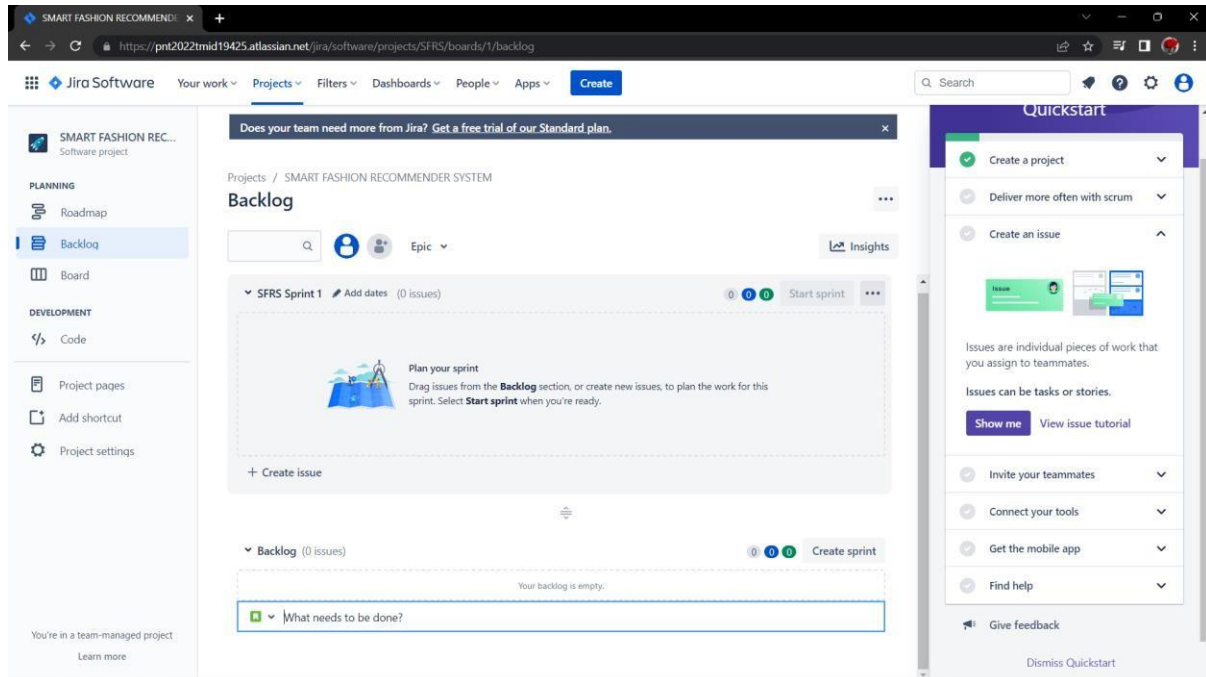 SMART FASHION RECOMMENDE
https://pnt2022tmid19425.atlassian.net/jira/software/projects/SFRS/boards/1/backlog
Jira Software Your work Projects Filters Dashboards People Apps Create Search
SMART FASHION REC...
Software project
PLANNING
Roadmap
Backlog
Board
DEVELOPMENT
Code
Project pages
Add shortcut
Project settings
You're in a team-managed project
Learn more
Does your team need more from Jira? Get a free trial of our Standard plan.
Projects / SMART FASHION RECOMMENDER SYSTEM
Backlog
Epic Insights
SFRS Sprint 1 Add dates (0 issues) 0 0 0 Start sprint
Plan your sprint
Drag issues from the Backlog section, or create new issues, to plan the work for this
sprint. Select Start sprint when you're ready.
+ Create issue
Backlog (0 issues) 0 0 0 Create sprint
Your backlog is empty.
What needs to be done?
Quickstart
Create a project
Deliver more often with scrum
Create an issue
Issue
Issues are individual pieces of work that
you assign to teammates.
Issues can be tasks or stories.
Show me View issue tutorial
Invite your teammates
Connect your tools
Get the mobile app
Find help
Give feedback
Dismiss Quickstart